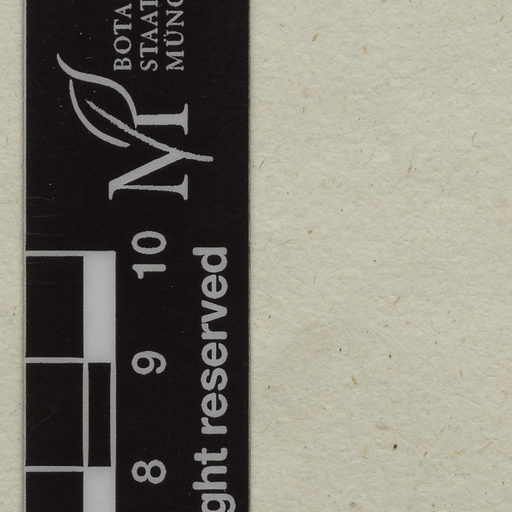 BOTA
STAAT
MÜNC
M
10
9
8
ght reserved